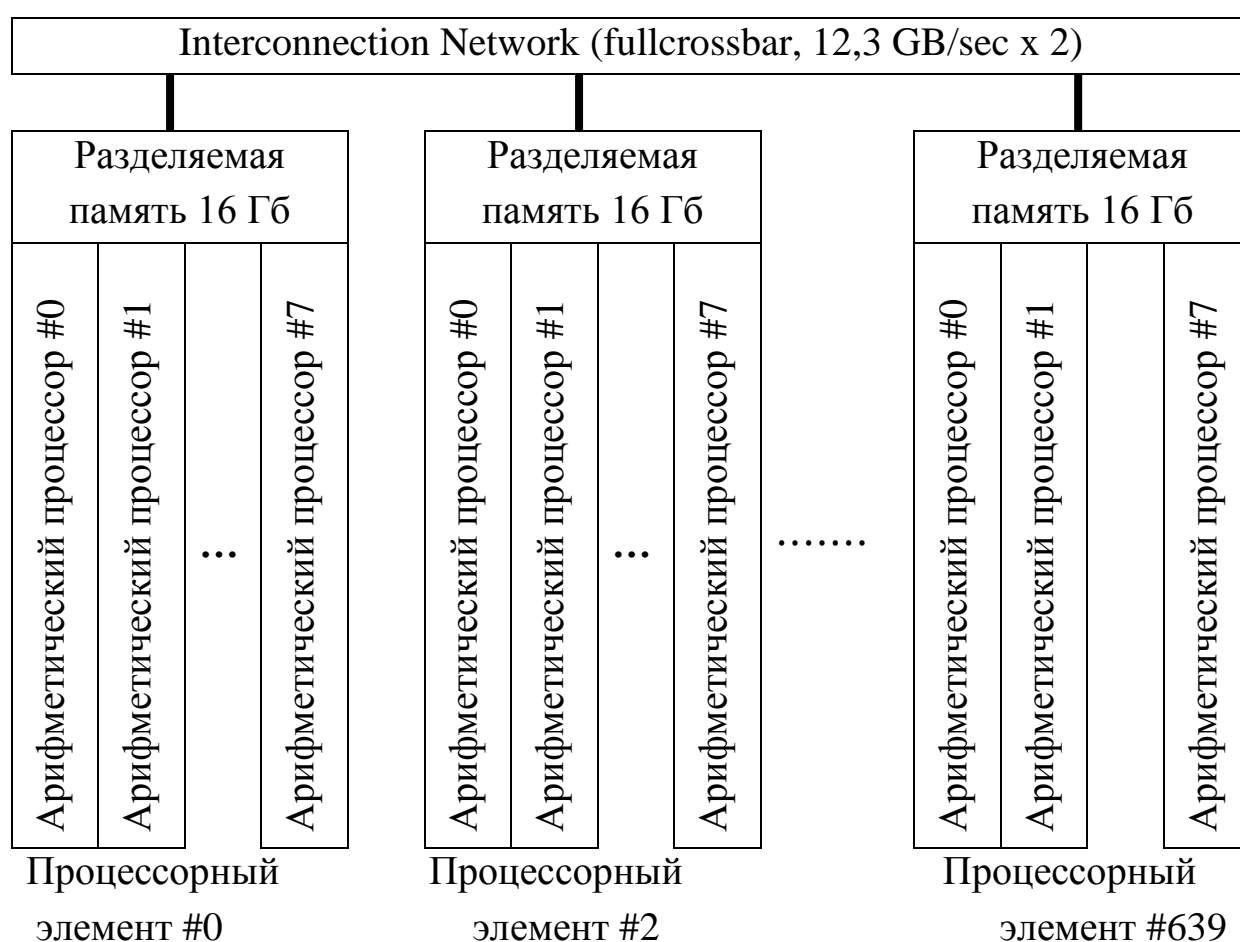 Interconnection Network (fullcrossbar, 12,3 GB/sec x 2)
Разделяемая
память 16 Гб
Арифметический процессор #0
Арифметический процессор #1
...
Арифметический процессор #7
Процессорный
элемент #0
Разделяемая
память 16 Гб
Арифметический процессор #0
Арифметический процессор #1
...
Арифметический процессор #7
Процессорный
элемент #2
.......
Разделяемая
память 16 Гб
Арифметический процессор #0
Арифметический процессор #1
Арифметический процессор #7
Процессорный
элемент #639